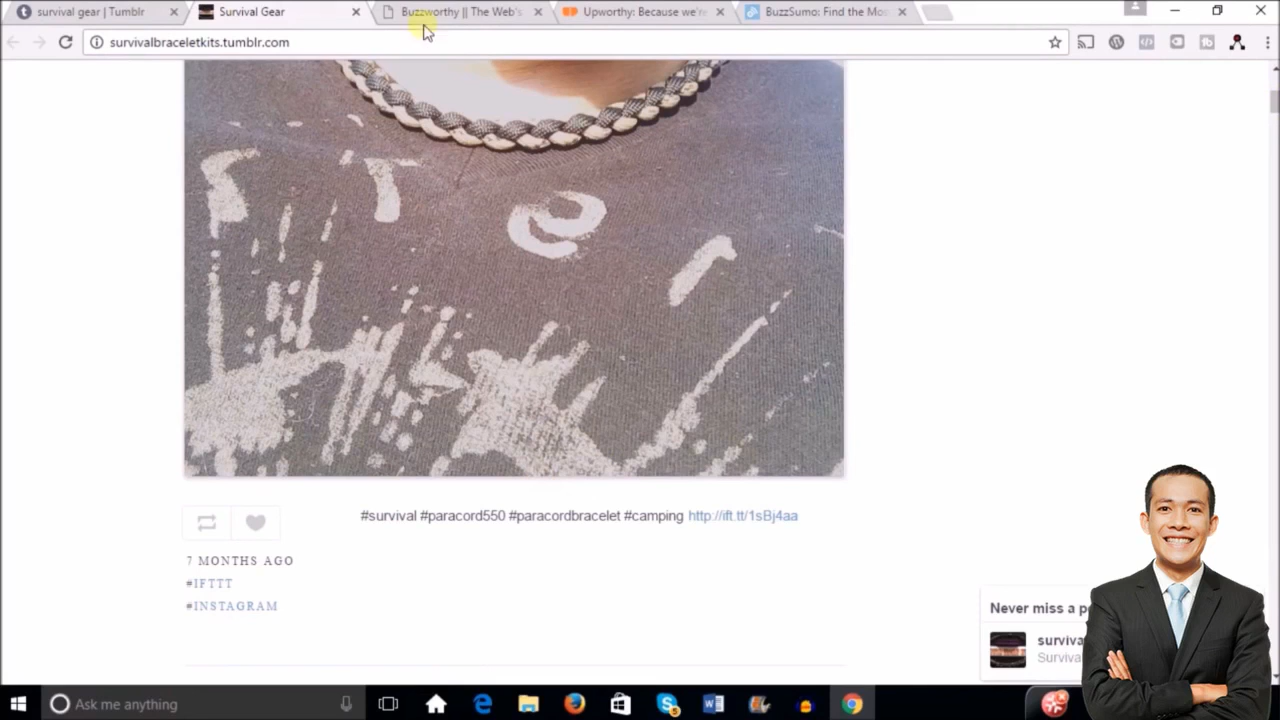 survival gear | Tumblr
Survival Gear
Buzzworthy || The Web's
Upworthy: Because we're
BuzzSumo: Find the Mos
survivalbraceletkits.tumblr.com
#survival #paracord550 #paracordbracelet #camping http://ift.tt/1sBj4aa
7 MONTHS AGO
#IFTTT
#INSTAGRAM
Never miss a p
surviva
Surviva
Ask me anything